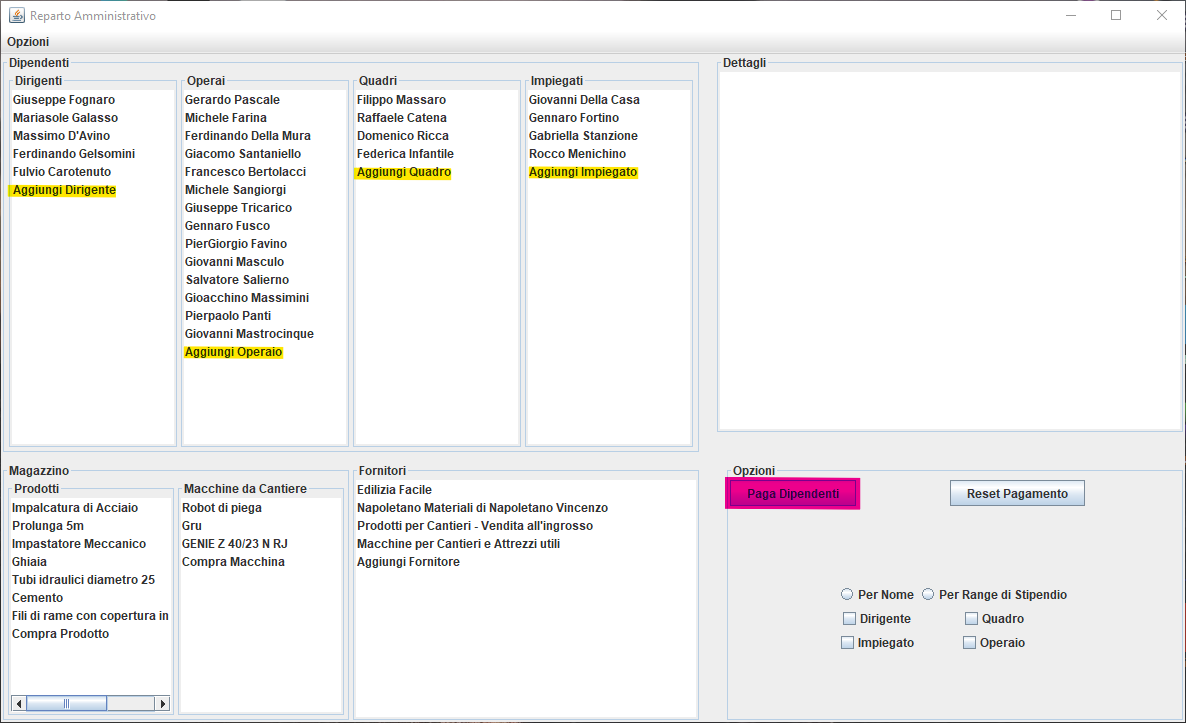 Reparto Amministrativo
Opzioni
Dipendenti
Dirigenti
Giuseppe Fognaro
Mariasole Galasso
Massimo D'Avino
Ferdinando Gelsomini
Fulvio Carotenuto
Aggiungi Dirigente
Operai
Gerardo Pascale
Michele Farina
Ferdinando Della Mura
Giacomo Santaniello
Francesco Bertolacci
Michele Sangiorgi
Giuseppe Tricarico
Gennaro Fusco
PierGiorgio Favino
Giovanni Masculo
Salvatore Salierno
Gioacchino Massimini
Pierpaolo Panti
Giovanni Mastrocinque
Aggiungi Operaio
Quadri
Filippo Massaro
Raffaele Catena
Domenico Ricca
Federica Infantile
Aggiungi Quadro
Impiegati
Giovanni Della Casa
Gennaro Fortino
Gabriella Stanzione
Rocco Menichino
Aggiungi Impiegato
Dettagli
Magazzino
Prodotti
Impalcatura di Acciaio
Prolunga 5m
Impastatore Meccanico
Ghiaia
Tubi idraulici diametro 25
Cemento
Fili di rame con copertura in
Compra Prodotto
Macchine da Cantiere
Robot di piega
Gru
GENIE Z 40/23 N RJ
Compra Macchina
Fornitori
Edilizia Facile
Napoletano Materiali di Napoletano Vincenzo
Prodotti per Cantieri - Vendita all'ingrosso
Macchine per Cantieri e Attrezzi utili
Aggiungi Fornitore
Opzioni
Paga Dipendenti
Reset Pagamento
Per Nome
Per Range di Stipendio
Dirigente
Quadro
Impiegato
Operaio